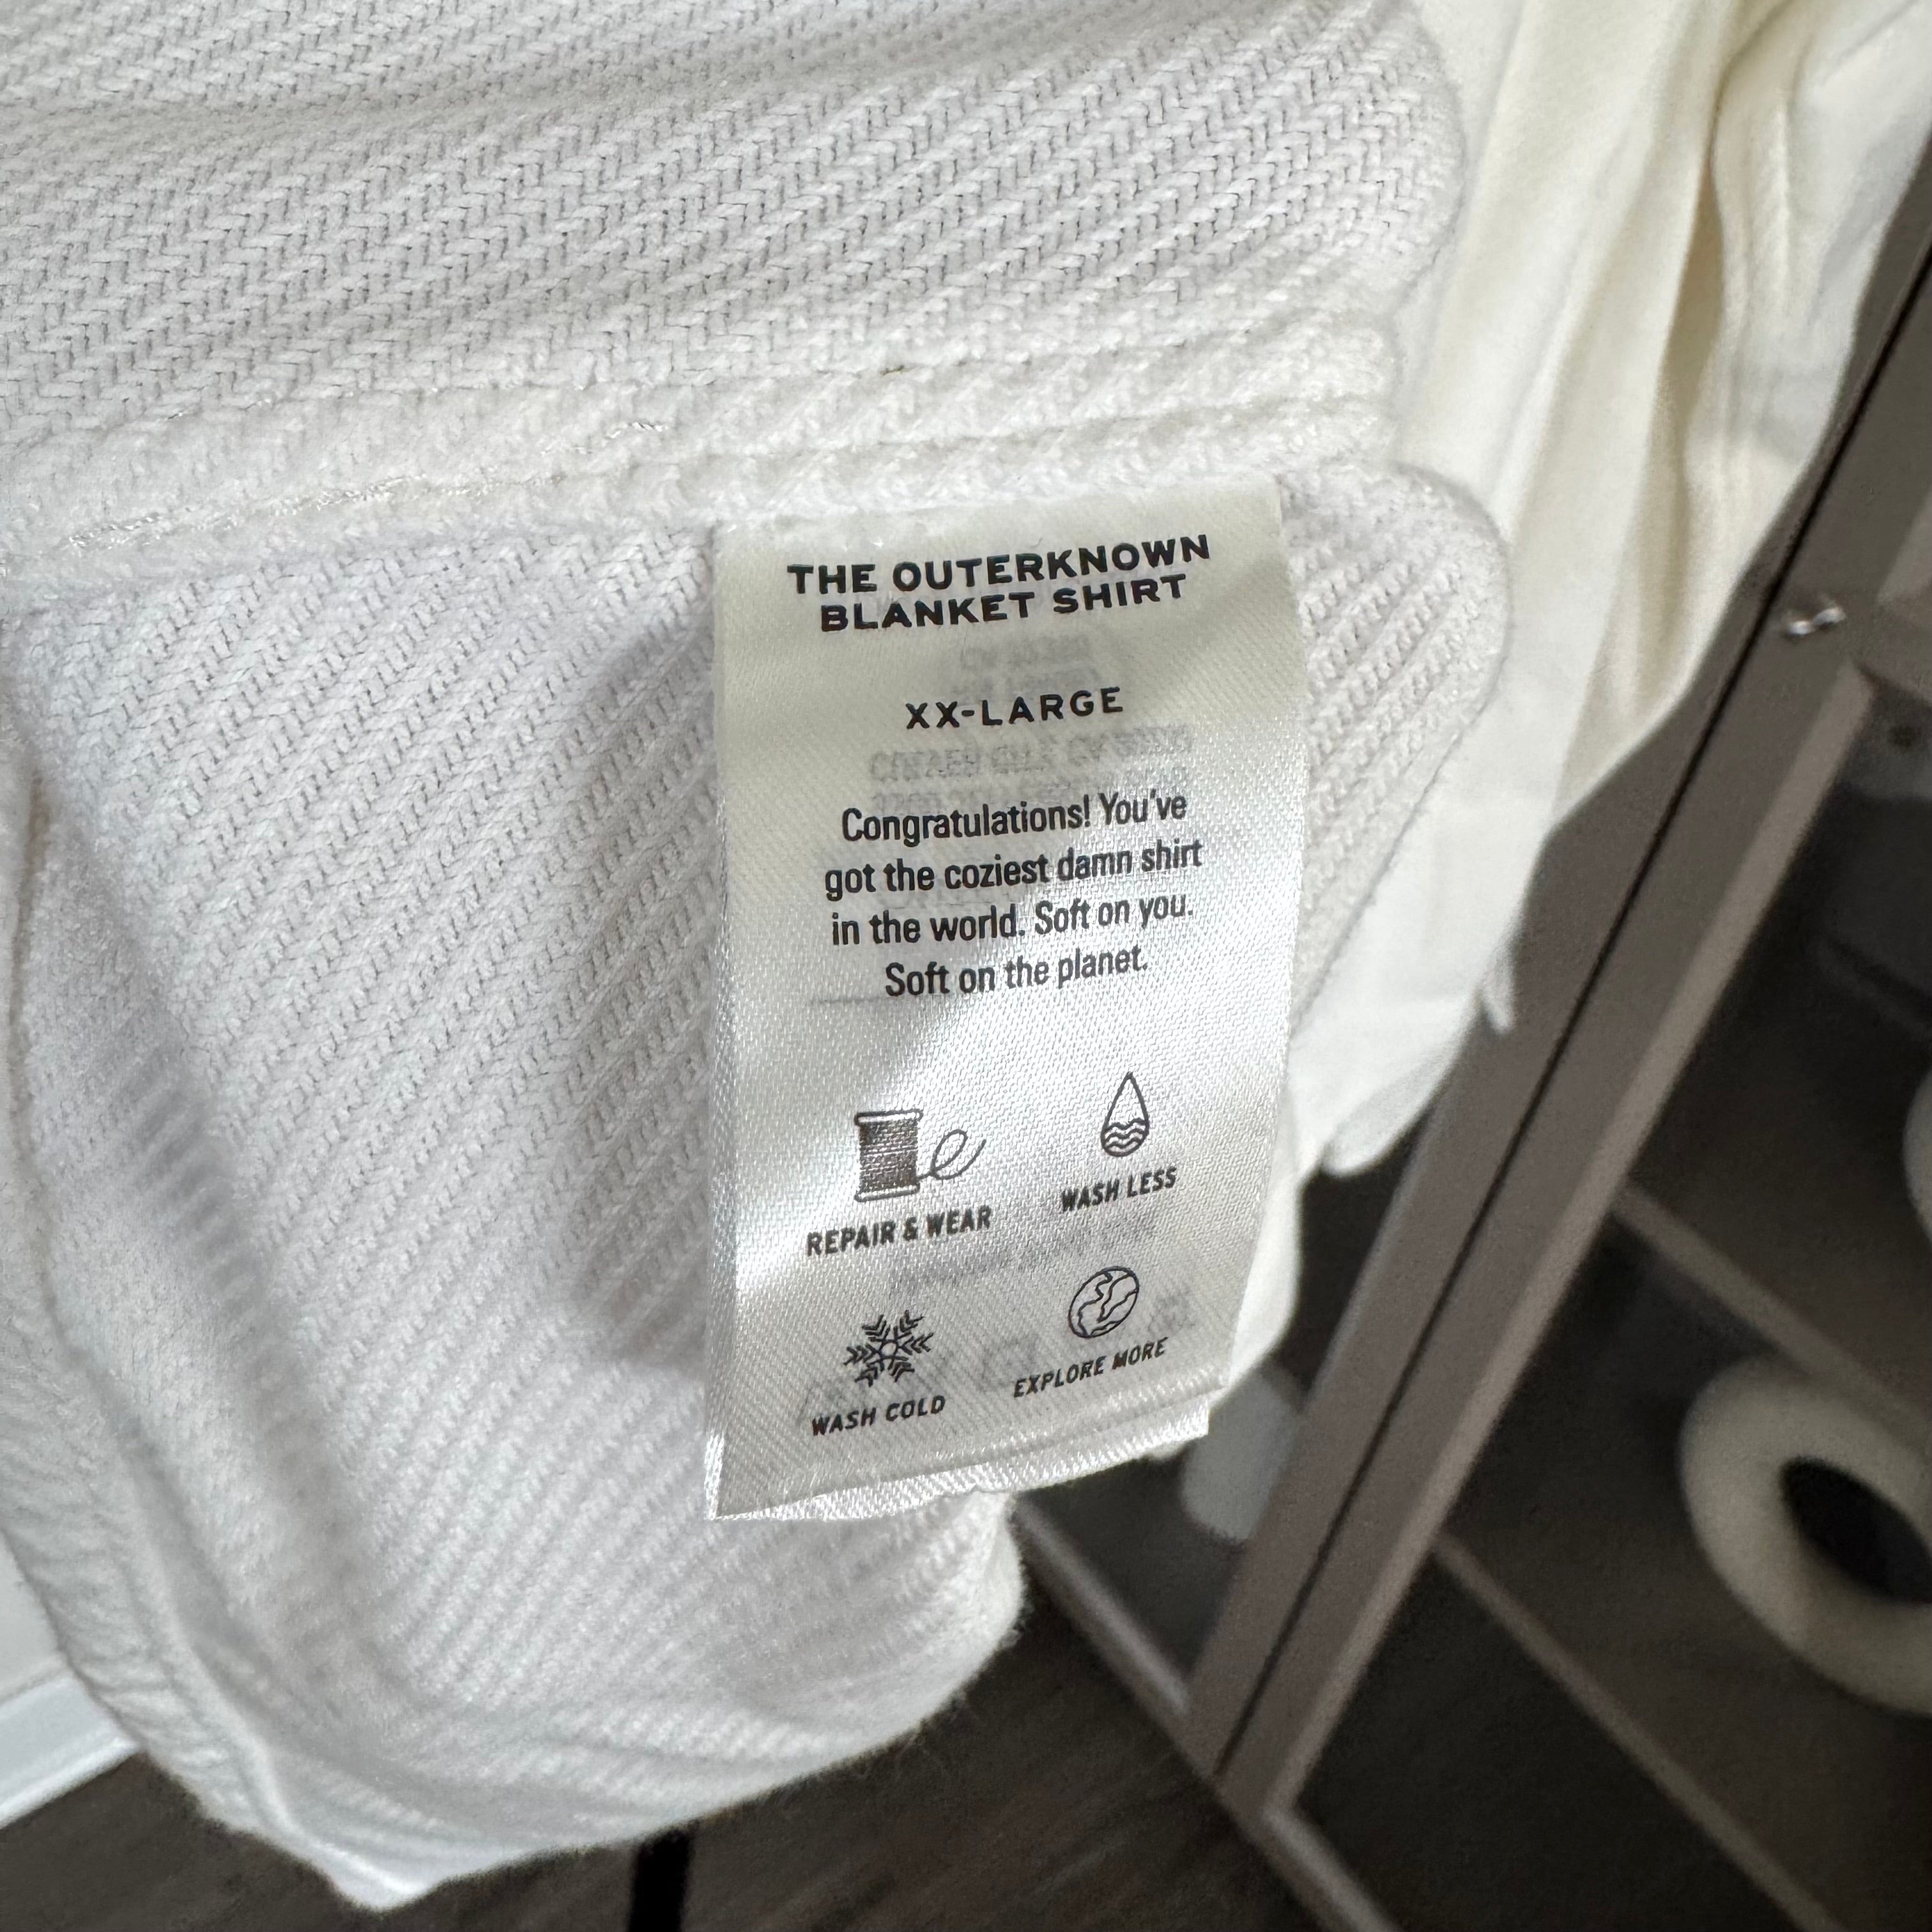 THE OUTERKNOWN
BLANKET SHIRT
XX-LARGE
Congratulations! You've
got the coziest damn shirt
in the world. Soft on you.
Soft on the planet.
REPAIR & WEAR
WASH LESS
WASH COLD
EXPLORE MORE